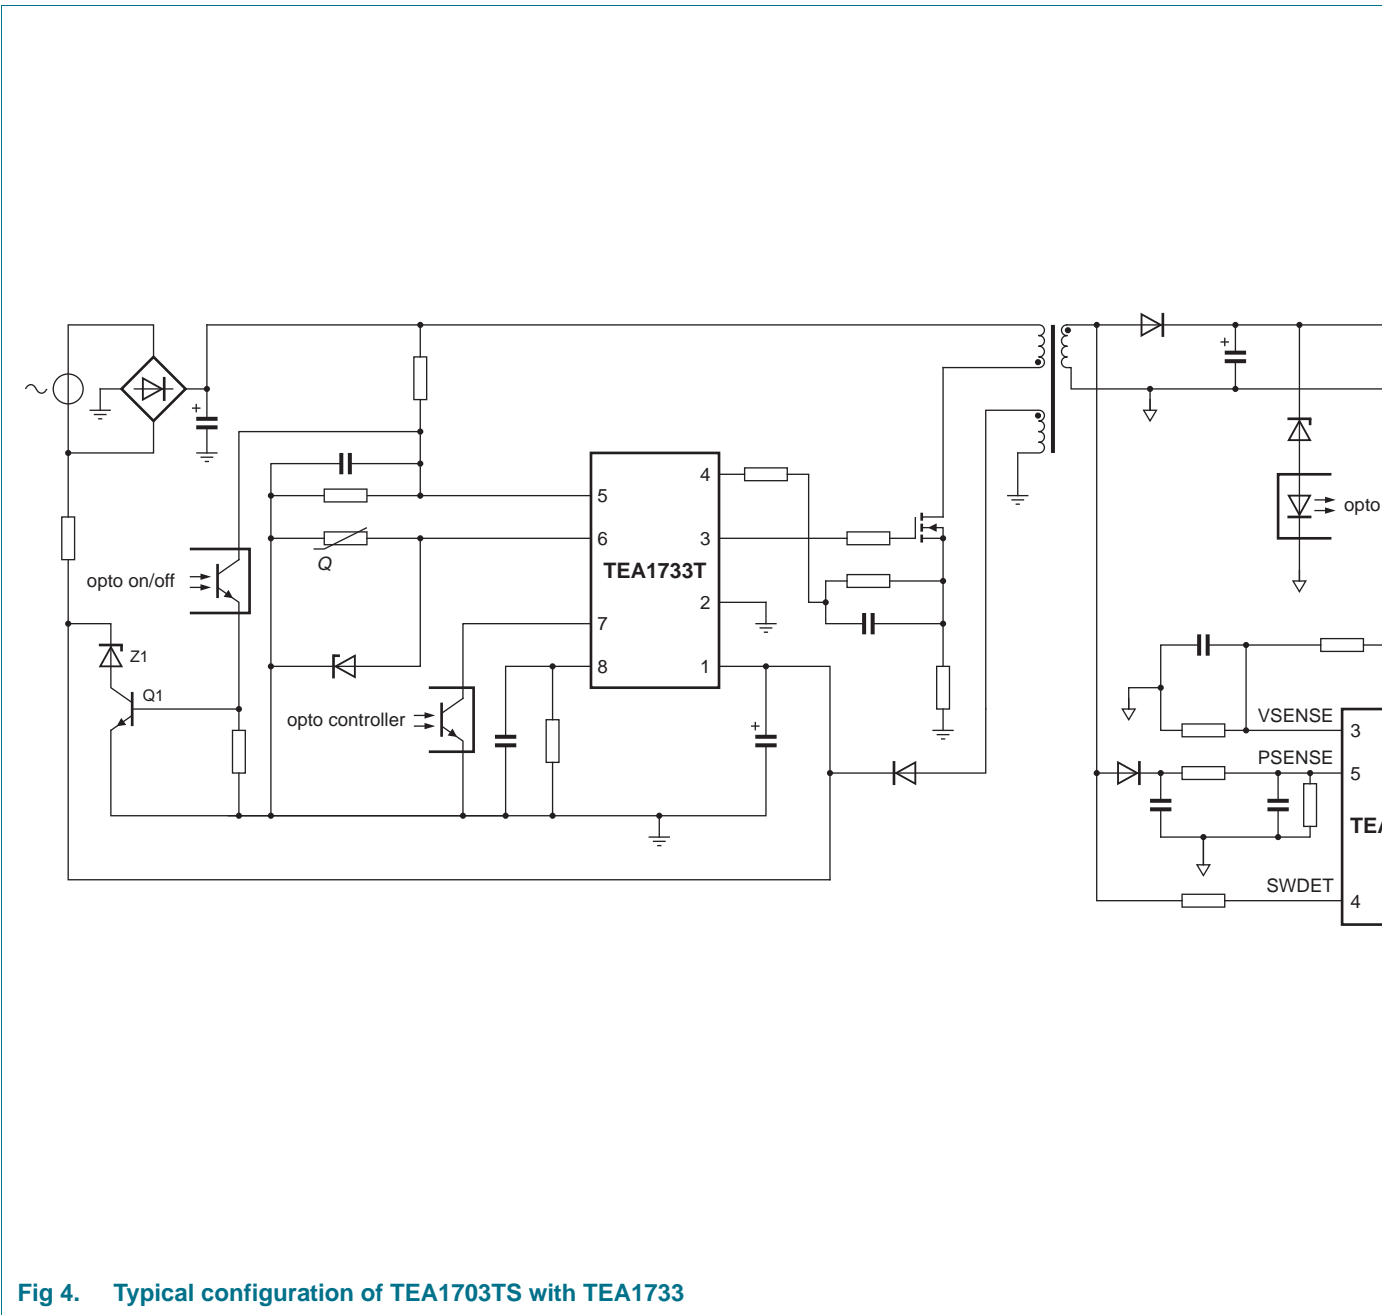 opto
4
5
6
3
Q
TEA1733T
opto on/off
2
7
Z1
8
1
Q1
opto controller
VSENSE
3
PSENSE
5
TEA
SWDET
4
Fig 4. Typical configuration of TEA1703TS with TEA1733